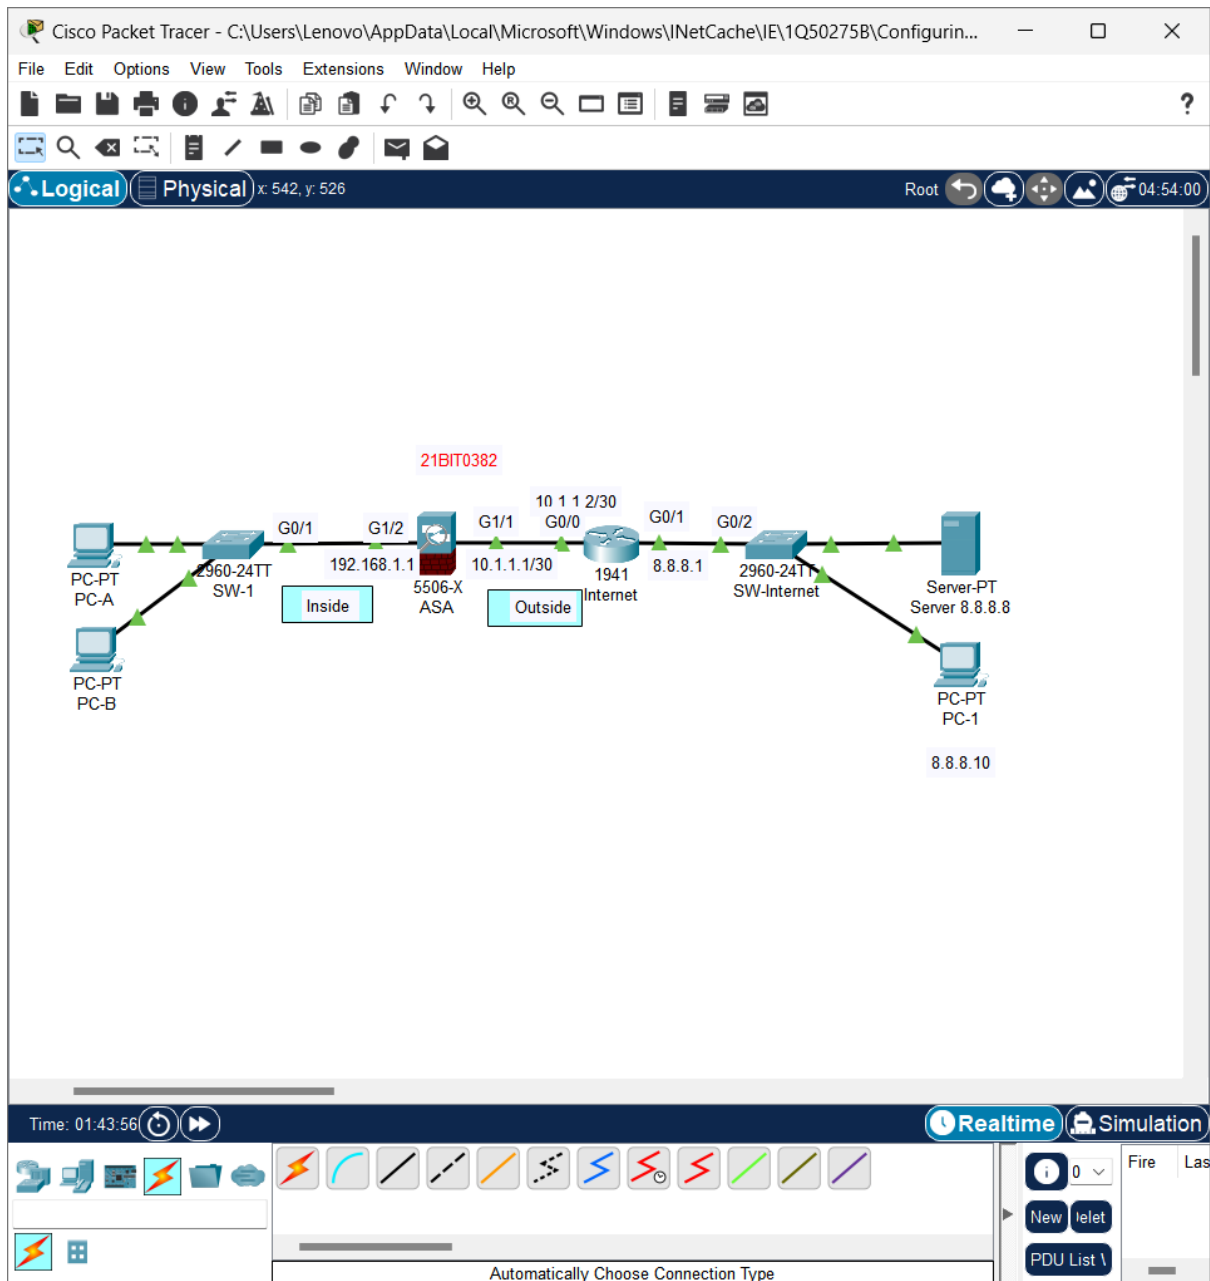 Cisco Packet Tracer - C:\Users\Lenovo\AppData\Local\Microsoft\Windows\INetCache\IE\1Q50275B\Configurin...
File Edit Options View Tools Extensions Window Help
?
Logical Physical x: 542, y: 526 Root 04:54:00
21BIT0382
10.1.1.2/30
G0/1 G1/2 G1/1 G0/0 G0/1 G0/2
192.168.1.1 10.1.1.1/30 8.8.8.1
PC-PT
PC-A
2960-24TT
SW-1
Inside
5506-X
ASA
Outside
1941
Internet
2960-24TT
SW-Internet
Server-PT
Server 8.8.8.8
PC-PT
PC-B
PC-PT
PC-1
8.8.8.10
Time: 01:43:56 Realtime Simulation
0 Fire Las
New elet
PDU List
Automatically Choose Connection Type